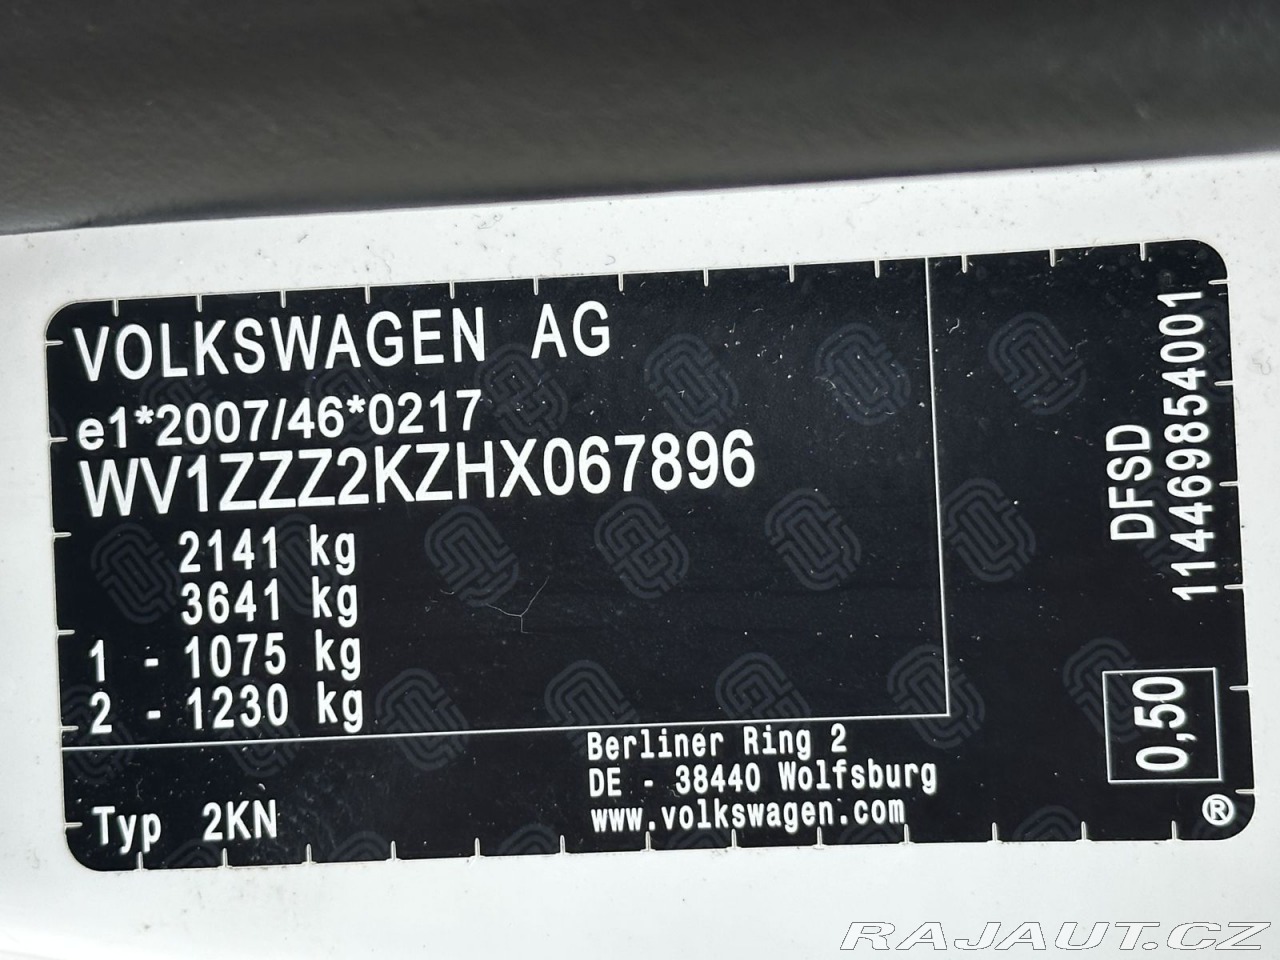 VOLKSWAGEN AG
e1*2007/46*0217
WV1ZZZ2KZHX067896
2141 kg
3641 kg
1 - 1075 kg
2 - 1230 kg
Typ 2KN
Berliner Ring 2
DE - 38440 Wolfsburg
www.volkswagen.com
DFSD
114469854001
0,50
®
RAJAUT.CZ